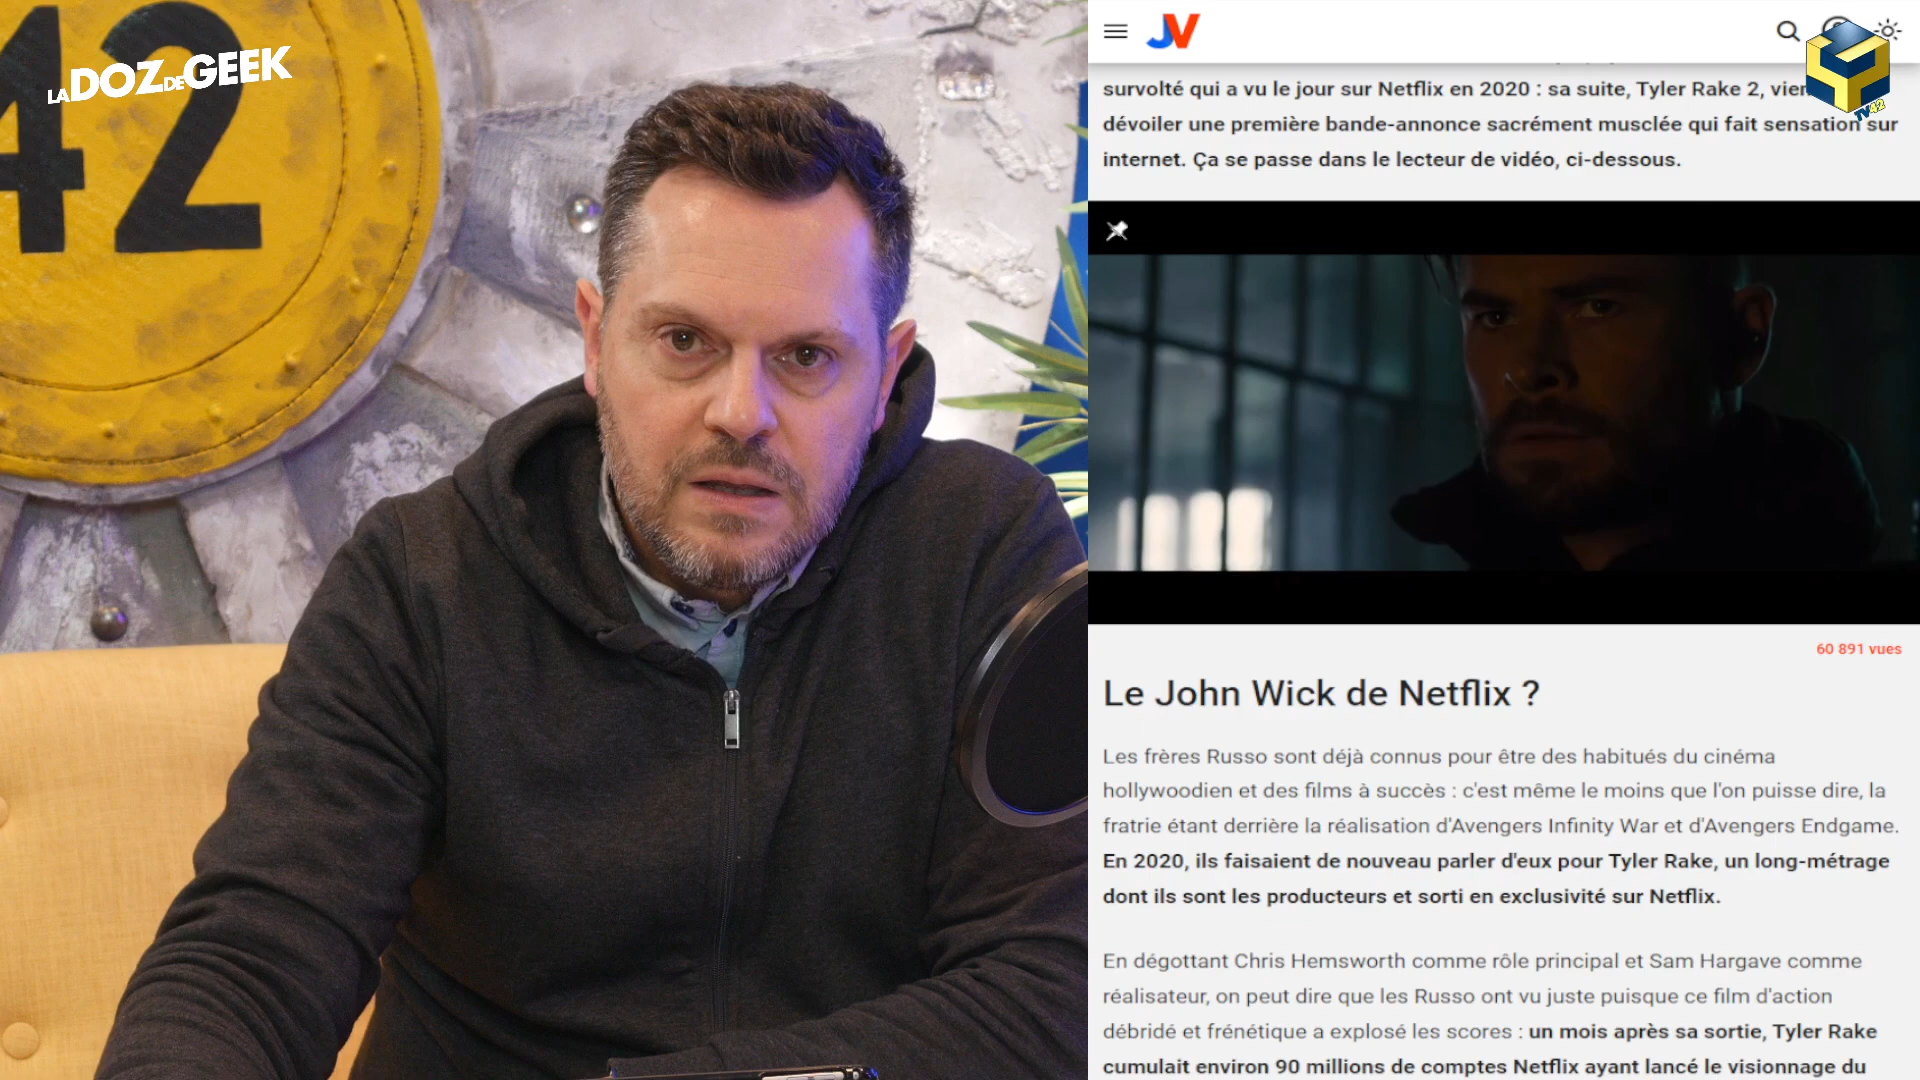 42
LA DOZ DE GEEK
JV
TV42
survolté qui a vu le jour sur Netflix en 2020 : sa suite, Tyler Rake 2,
dévoiler une première bande-annonce sacrément musclée qui fait sensation sur
internet. Ça se passe dans le lecteur de vidéo, ci-dessous.
60 891 vues
Le John Wick de Netflix ?
Les frères Russo sont déjà connus pour être des habitués du cinéma
hollywoodien et des films à succès : c'est même le moins que l'on puisse dire, la
fratrie étant derrière la réalisation d'Avengers Infinity War et d'Avengers Endgame.
En 2020, ils faisaient de nouveau parler d'eux pour Tyler Rake, un long-métrage
dont ils sont les producteurs et sorti en exclusivité sur Netflix.
En dégottant Chris Hemsworth comme rôle principal et Sam Hargave comme
réalisateur, on peut dire que les Russo ont vu juste puisque ce film d'action
débridé et frénétique a explosé les scores : un mois après sa sortie, Tyler Rake
cumulait environ 90 millions de comptes Netflix ayant lancé le visionnage du